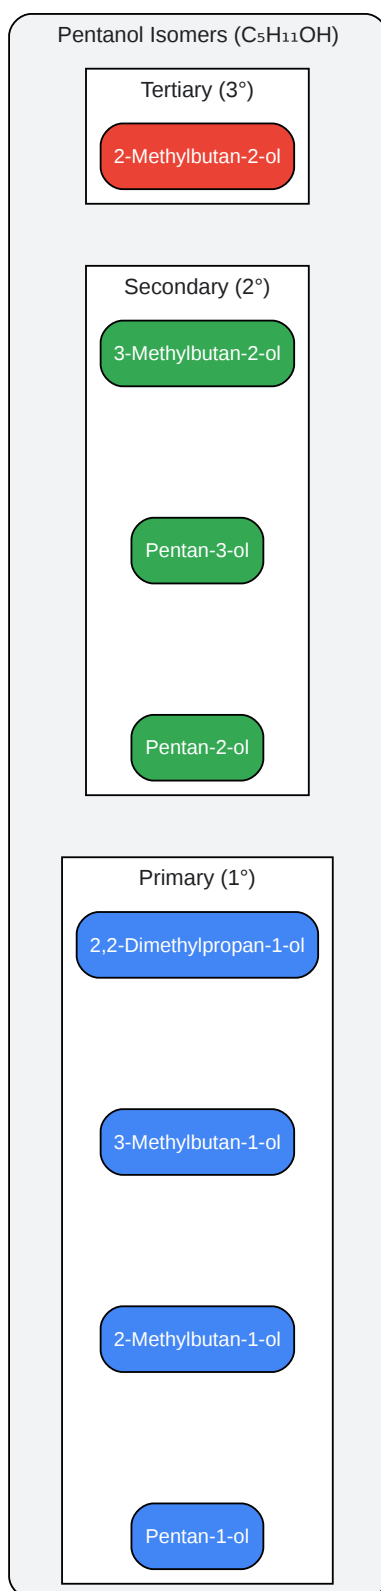 Pentanol Isomers (C₅H₁₁OH)
Tertiary (3°)
2-Methylbutan-2-ol
Secondary (2°)
3-Methylbutan-2-ol
Pentan-3-ol
Pentan-2-ol
Primary (1°)
2,2-Dimethylpropan-1-ol
3-Methylbutan-1-ol
2-Methylbutan-1-ol
Pentan-1-ol